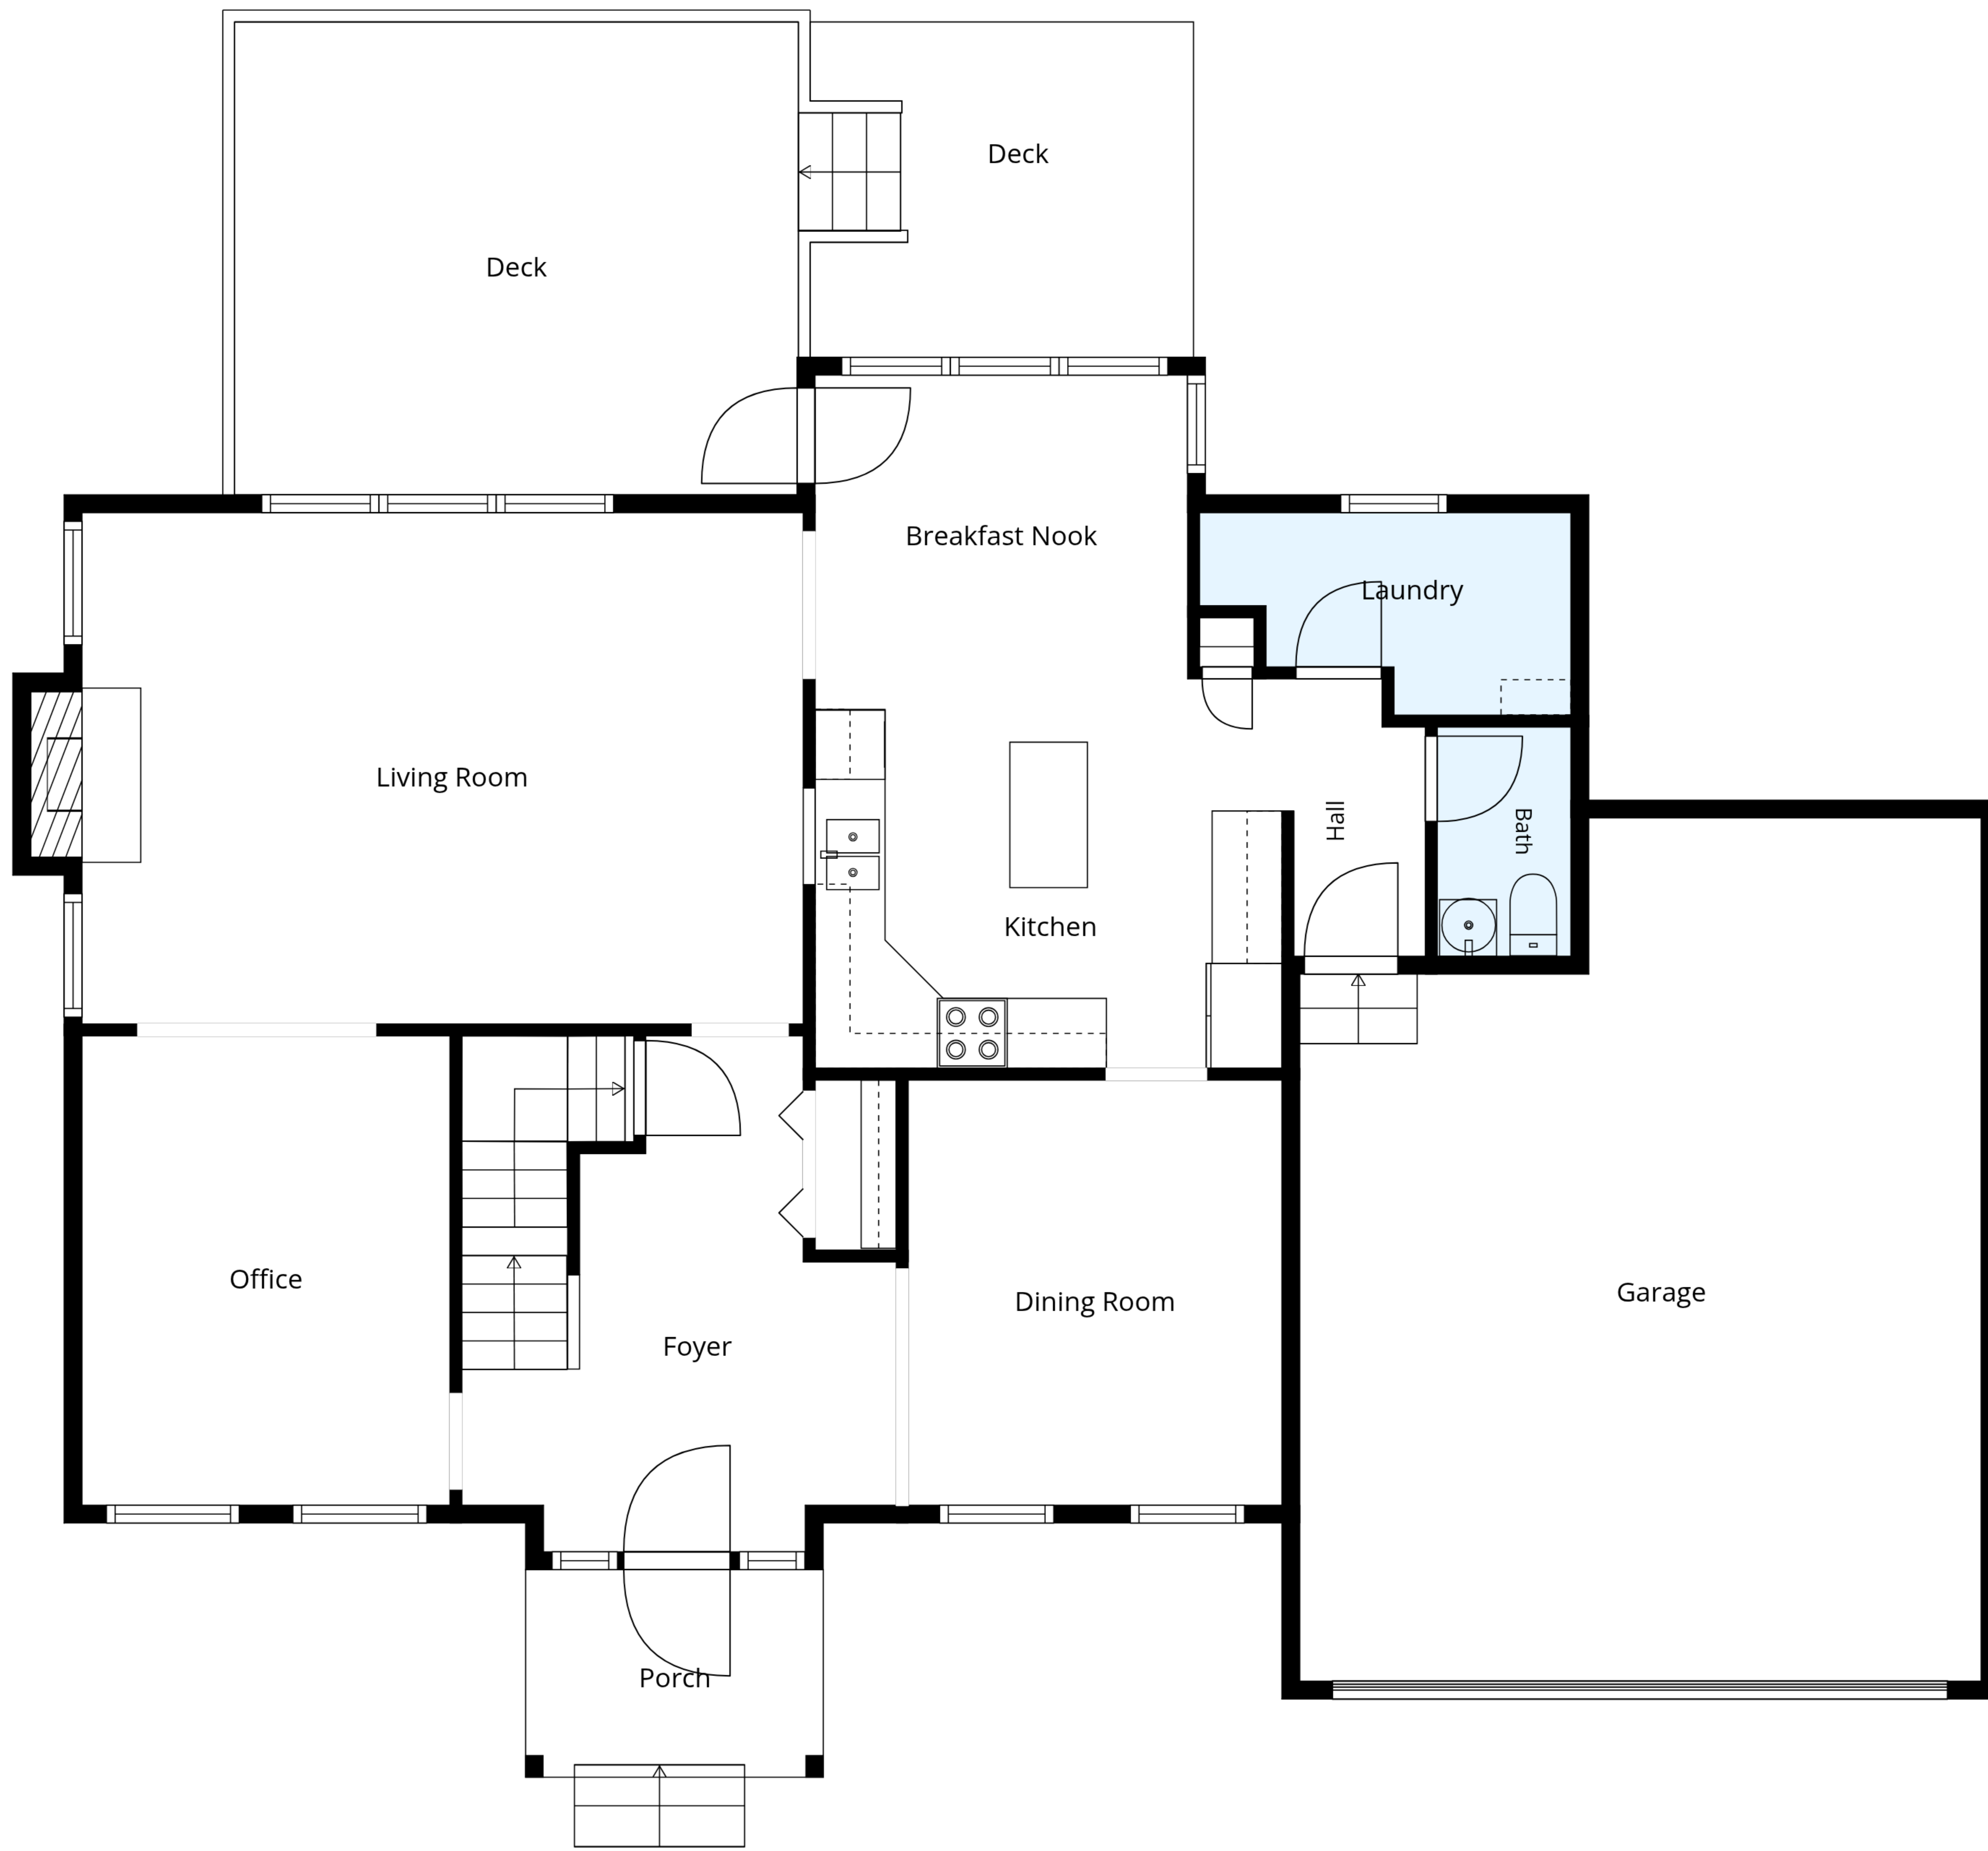 Deck
Deck
Breakfast Nook
Laundry
Living Room
Hall
Bath
Kitchen
Office
Dining Room
Garage
Foyer
Porch